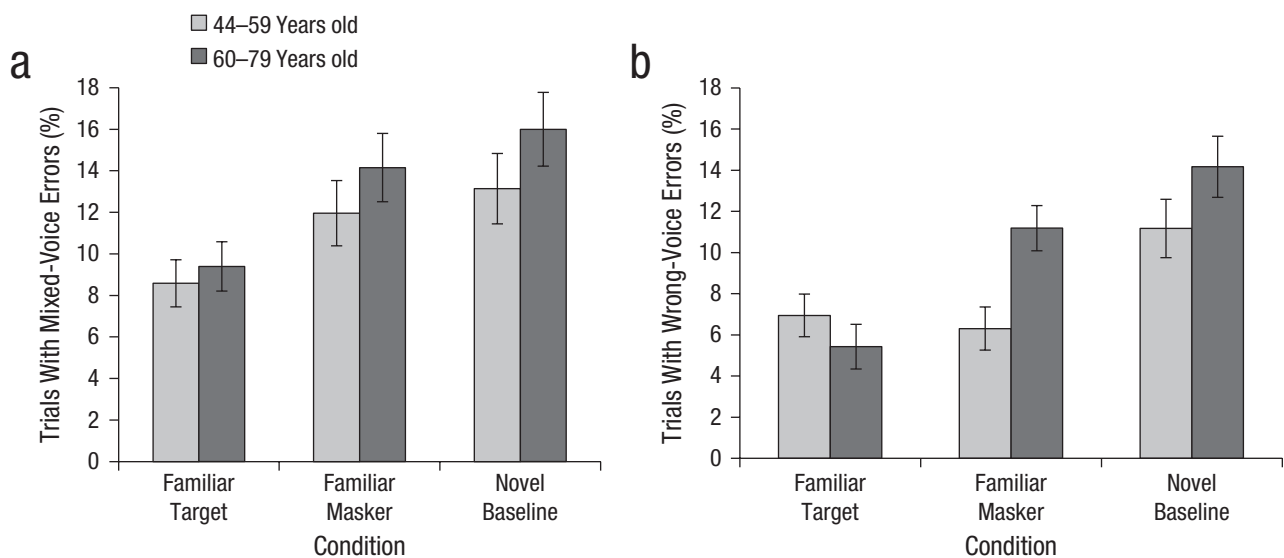 44–59 Years old
60–79 Years old
a
Trials With Mixed-Voice Errors (%)
18
16
14
12
10
8
6
4
2
0
Familiar
Target
Familiar
Masker
Novel
Baseline
Condition
b
Trials With Wrong-Voice Errors (%)
18
16
14
12
10
8
6
4
2
0
Familiar
Target
Familiar
Masker
Novel
Baseline
Condition